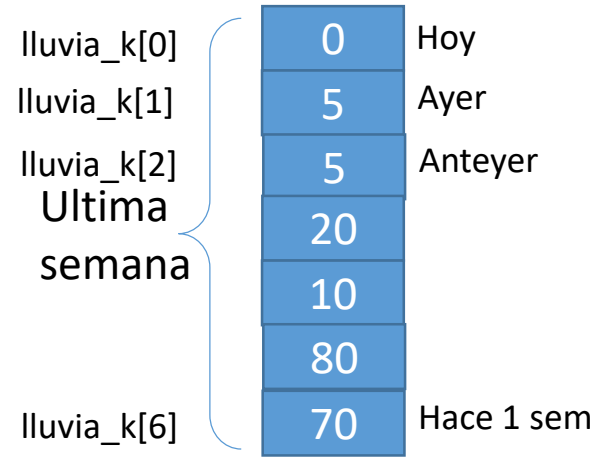 lluvia_k[0] 0 Hoy
lluvia_k[1] 5 Ayer
lluvia_k[2] 5 Anteyer
Ultima
20
semana
10
80
lluvia_k[6] 70 Hace 1 sem